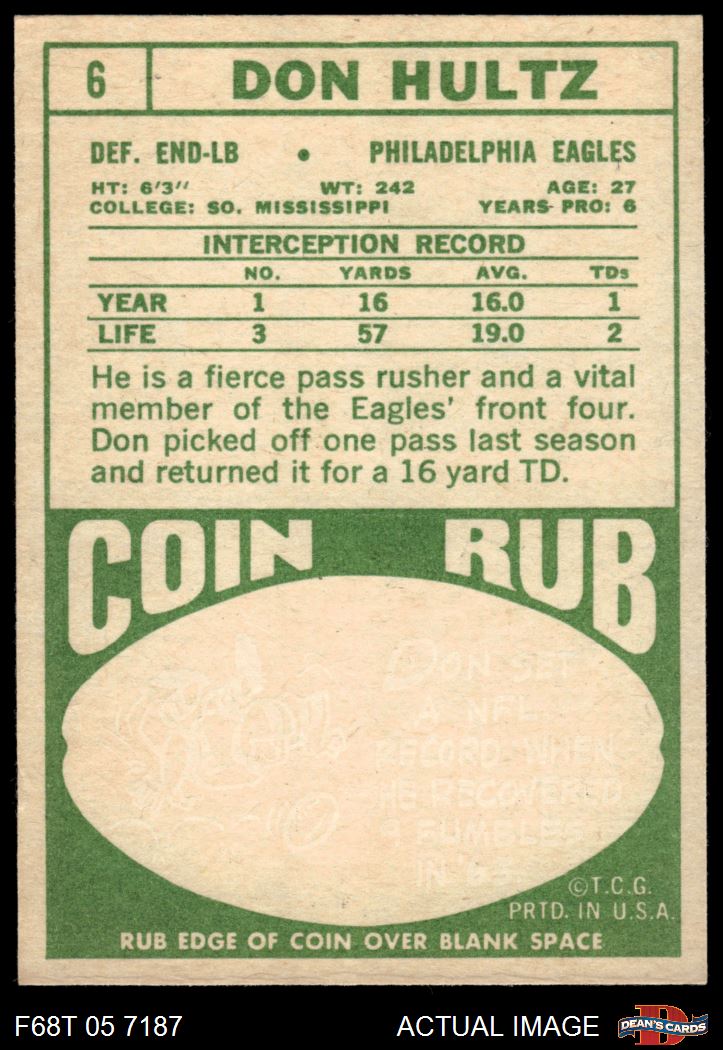 6 DON HULTZ
DEF. END-LB • PHILADELPHIA EAGLES
HT: 6'3" WT: 242 AGE: 27
COLLEGE: SO. MISSISSIPPI YEARS PRO: 6
INTERCEPTION RECORD
NO. YARDS AVG. TDs
YEAR 1 16 16.0 1
LIFE 3 57 19.0 2
He is a fierce pass rusher and a vital
member of the Eagles' front four.
Don picked off one pass last season
and returned it for a 16 yard TD.
COIN RUB
DON SET
A NFL
RECORD WHEN
HE RECOVERED
9 FUMBLES
IN '63.
©T.C.G.
PRTD. IN U.S.A.
RUB EDGE OF COIN OVER BLANK SPACE
F68T 05 7187 ACTUAL IMAGE DEAN'S CARDS